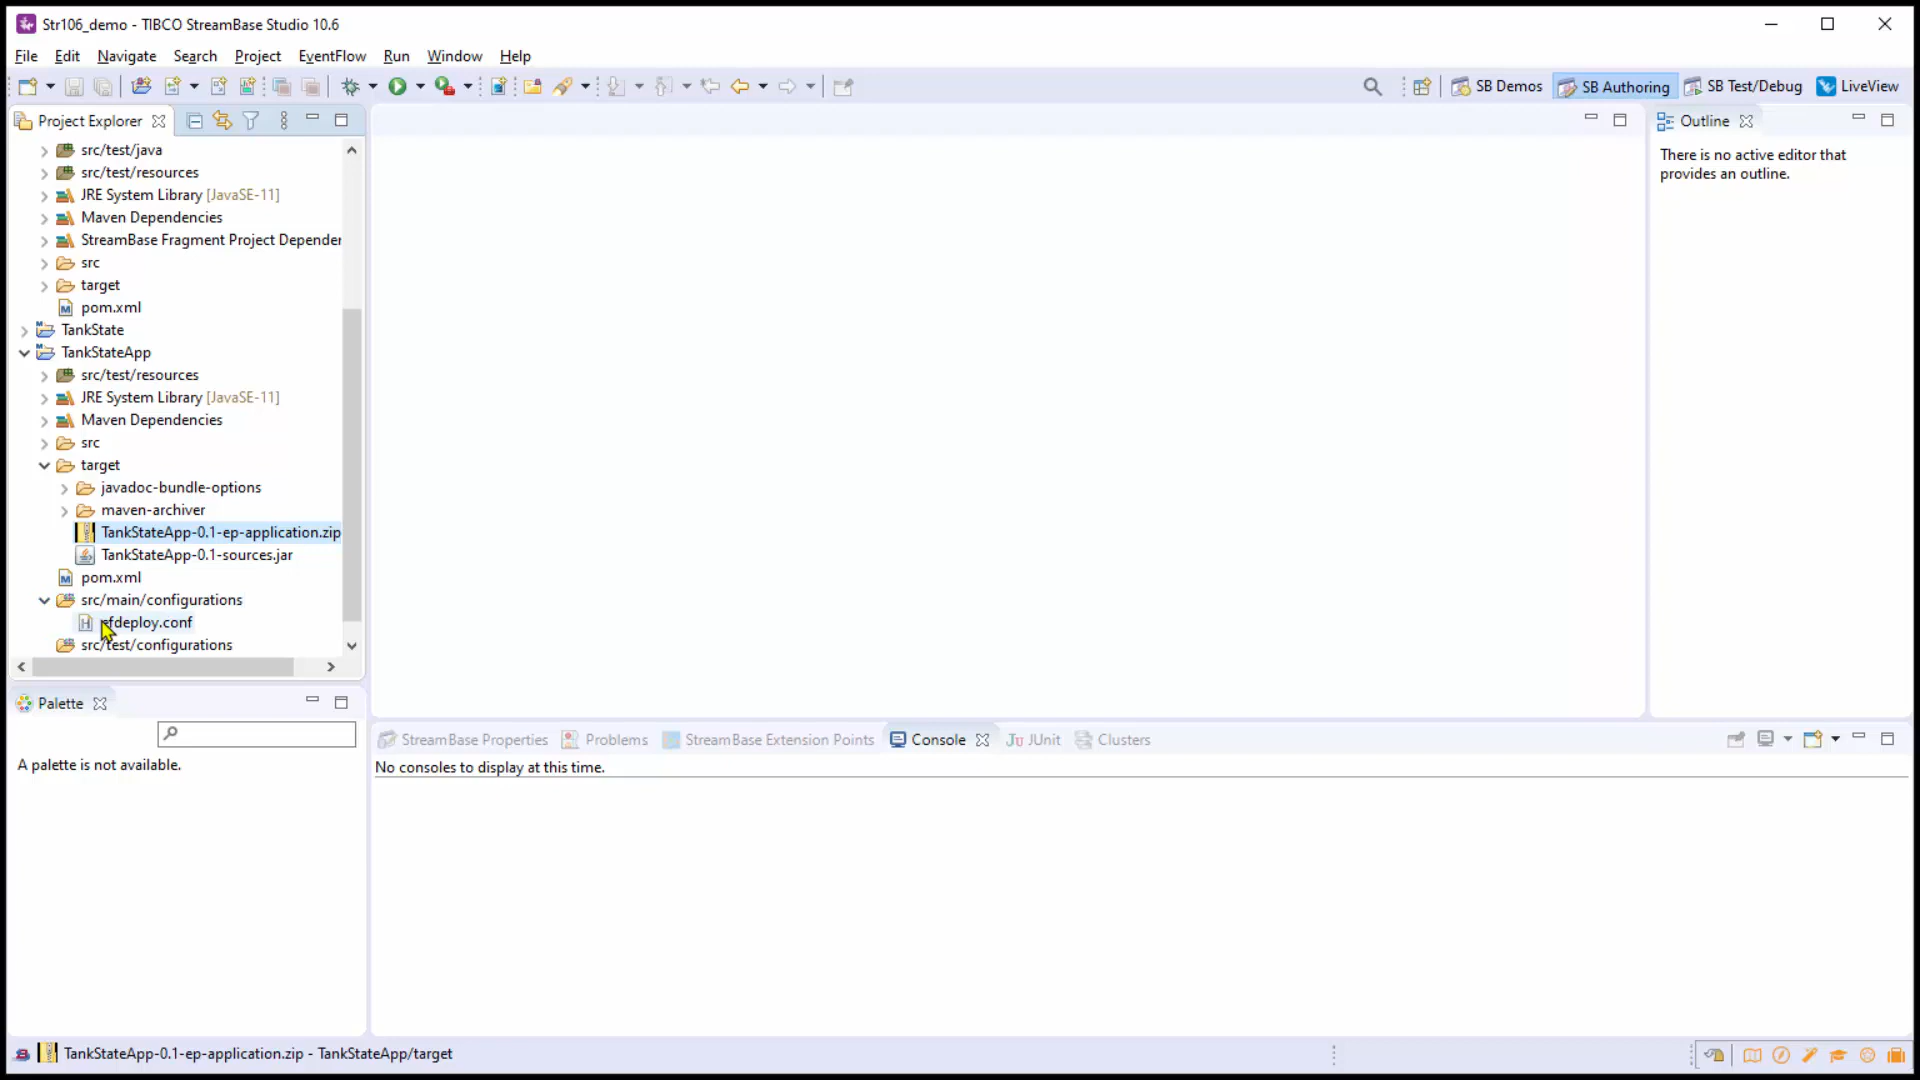 Str106_demo - TIBCO StreamBase Studio 10.6
File Edit Navigate Search Project EventFlow Run Window Help
SB Demos SB Authoring SB Test/Debug LiveView
Project Explorer
Outline
src/test/java
There is no active editor that
provides an outline.
src/test/resources
JRE System Library [JavaSE-11]
Maven Dependencies
StreamBase Fragment Project Depender
src
target
pom.xml
TankState
TankStateApp
src/test/resources
JRE System Library [JavaSE-11]
Maven Dependencies
src
target
javadoc-bundle-options
maven-archiver
TankStateApp-0.1-ep-application.zip
TankStateApp-0.1-sources.jar
pom.xml
src/main/configurations
sfdeploy.conf
src/test/configurations
Palette
A palette is not available.
StreamBase Properties Problems StreamBase Extension Points Console JUnit Clusters
No consoles to display at this time.
TankStateApp-0.1-ep-application.zip - TankStateApp/target